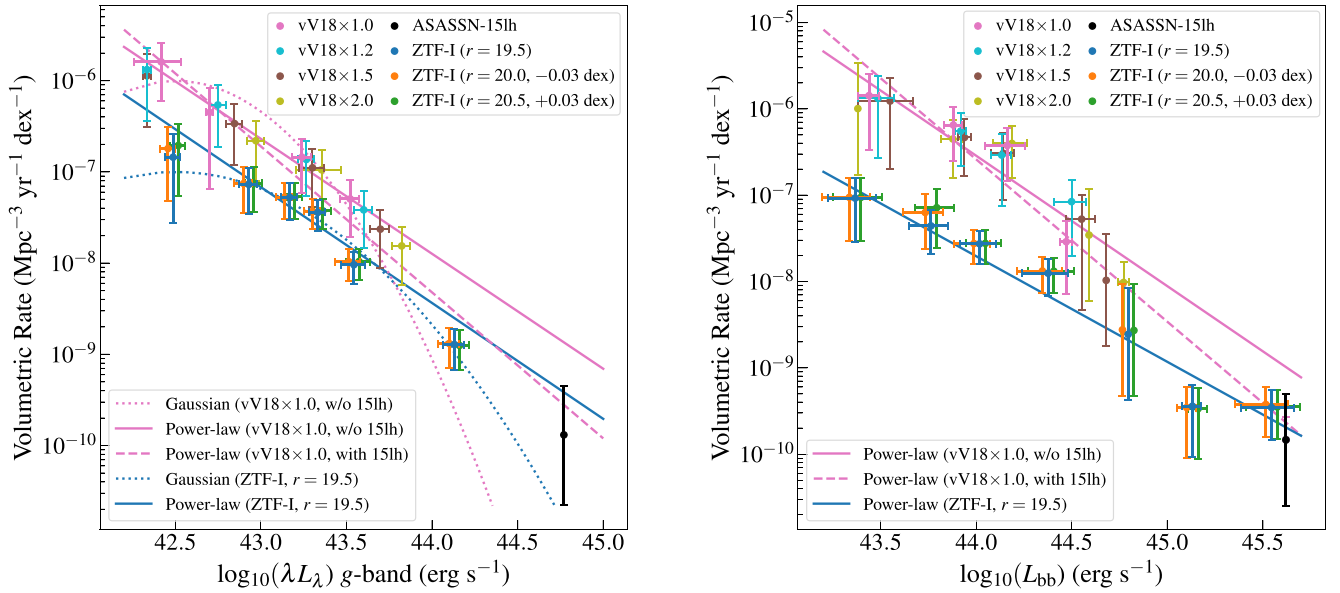 vV18×1.0
vV18×1.2
vV18×1.5
vV18×2.0
ASASSN-15lh
ZTF-I (r = 19.5)
ZTF-I (r = 20.0, −0.03 dex)
ZTF-I (r = 20.5, +0.03 dex)
Volumetric Rate (Mpc⁻³ yr⁻¹ dex⁻¹)
10⁻⁶
10⁻⁷
10⁻⁸
10⁻⁹
10⁻¹⁰
Gaussian (vV18×1.0, w/o 15lh)
Power-law (vV18×1.0, w/o 15lh)
Power-law (vV18×1.0, with 15lh)
Gaussian (ZTF-I, r = 19.5)
Power-law (ZTF-I, r = 19.5)
42.5 43.0 43.5 44.0 44.5 45.0
log₁₀(λL_λ) g-band (erg s⁻¹)
vV18×1.0
vV18×1.2
vV18×1.5
vV18×2.0
ASASSN-15lh
ZTF-I (r = 19.5)
ZTF-I (r = 20.0, −0.03 dex)
ZTF-I (r = 20.5, +0.03 dex)
Volumetric Rate (Mpc⁻³ yr⁻¹ dex⁻¹)
10⁻⁵
10⁻⁶
10⁻⁷
10⁻⁸
10⁻⁹
10⁻¹⁰
Power-law (vV18×1.0, w/o 15lh)
Power-law (vV18×1.0, with 15lh)
Power-law (ZTF-I, r = 19.5)
43.5 44.0 44.5 45.0 45.5
log₁₀(L_bb) (erg s⁻¹)